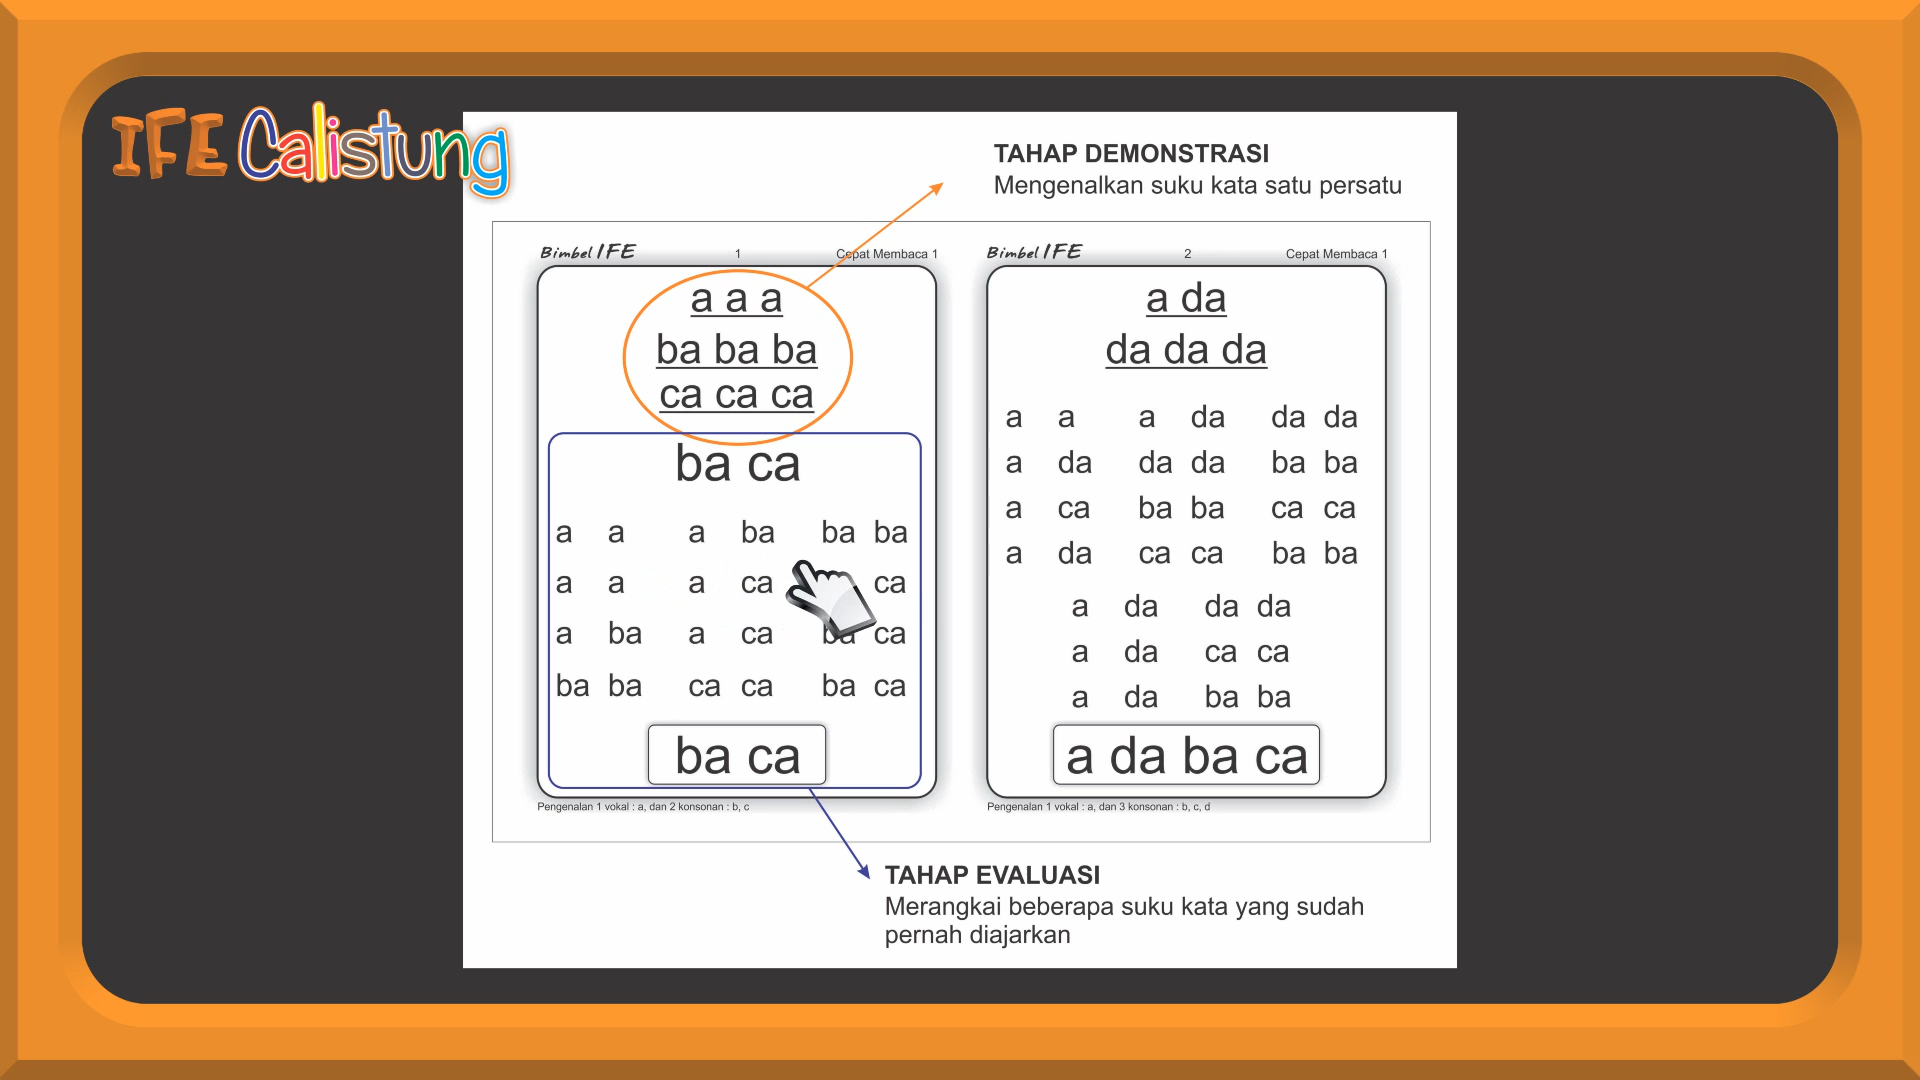 IFE Calistung
TAHAP DEMONSTRASI
Mengenalkan suku kata satu persatu
Bimbel IFE 1 Cepat Membaca 1
a a a
ba ba ba
ca ca ca
ba ca
a a a ba ba ba
a a a ca ca
a ba a ca ba ca
ba ba ca ca ba ca
ba ca
Pengenalan 1 vokal : a, dan 2 konsonan : b, c
Bimbel IFE 2 Cepat Membaca 1
a da
da da da
a a a da da da
a da da da ba ba
a ca ba ba ca ca
a da ca ca ba ba
a da da da
a da ca ca
a da ba ba
a da ba ca
Pengenalan 1 vokal : a, dan 3 konsonan : b, c, d
TAHAP EVALUASI
Merangkai beberapa suku kata yang sudah
pernah diajarkan